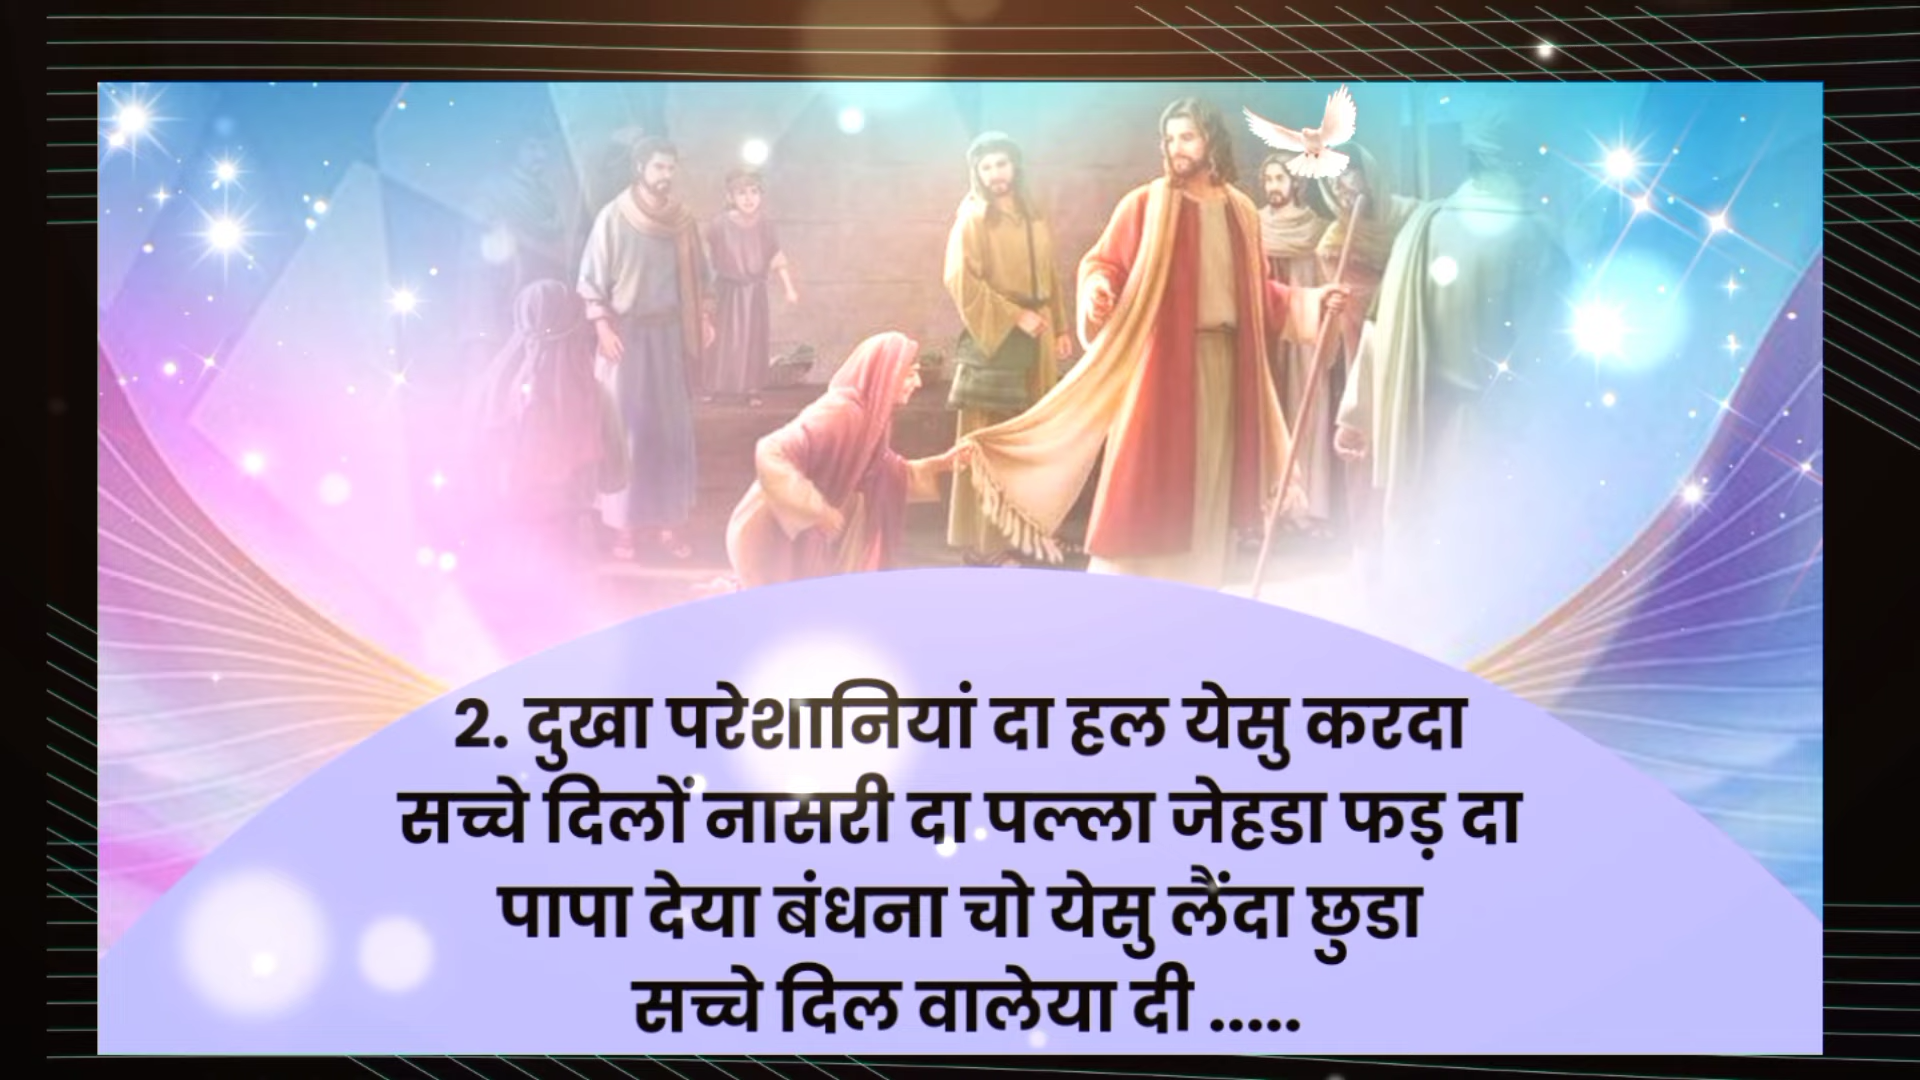 2. दुखा परेशानियां दा हल येसु करदा
सच्चे दिलों नासरी दा पल्ला जेहडा फड़ दा
पापा देया बंधना चो येसु लैंदा छुडा
सच्चे दिल वालेया दी .....